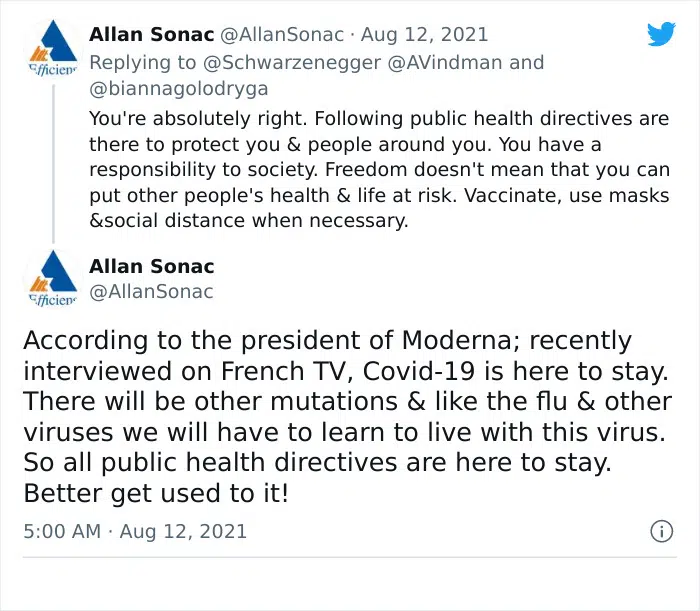 Allan Sonac @AllanSonac · Aug 12, 2021
Replying to @Schwarzenegger @AVindman and
@biannagolodryga
You're absolutely right. Following public health directives are
there to protect you & people around you. You have a
responsibility to society. Freedom doesn't mean that you can
put other people's health & life at risk. Vaccinate, use masks
&social distance when necessary.
Allan Sonac
@AllanSonac
According to the president of Moderna; recently
interviewed on French TV, Covid-19 is here to stay.
There will be other mutations & like the flu & other
viruses we will have to learn to live with this virus.
So all public health directives are here to stay.
Better get used to it!
5:00 AM · Aug 12, 2021